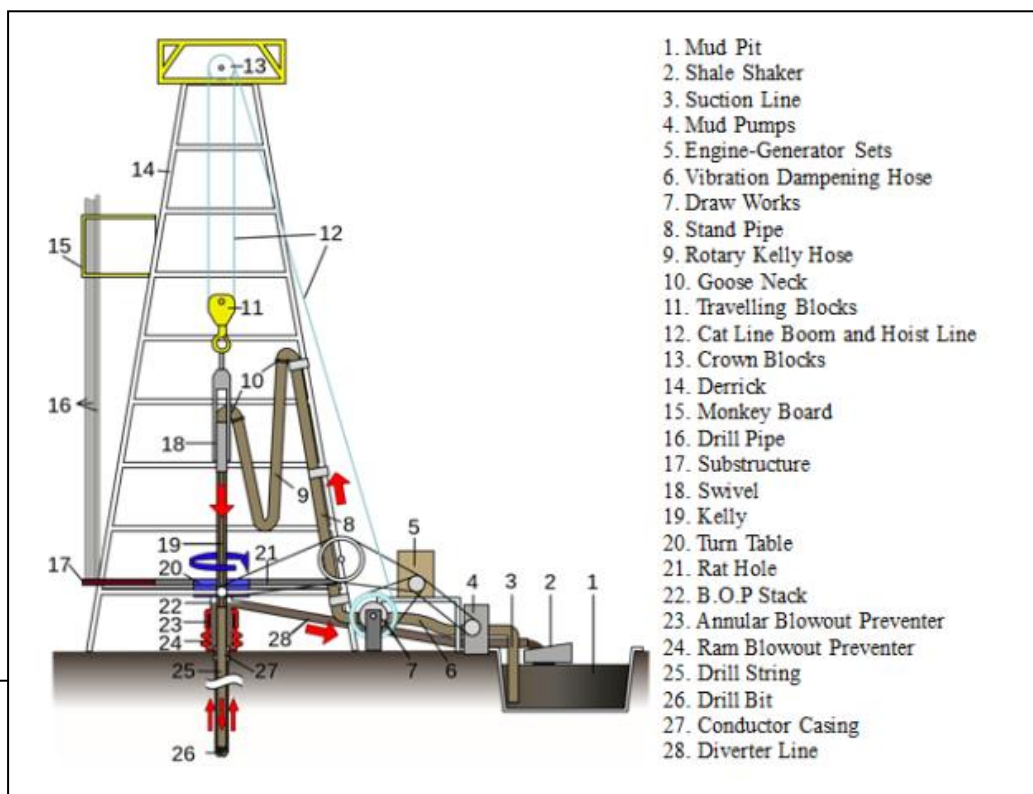 13
14
12
15
11
10
16
18
9
8
5
19
21
17
20
4
3
2
1
22
23
24
28
25
27
7
6
26
1. Mud Pit
2. Shale Shaker
3. Suction Line
4. Mud Pumps
5. Engine-Generator Sets
6. Vibration Dampening Hose
7. Draw Works
8. Stand Pipe
9. Rotary Kelly Hose
10. Goose Neck
11. Travelling Blocks
12. Cat Line Boom and Hoist Line
13. Crown Blocks
14. Derrick
15. Monkey Board
16. Drill Pipe
17. Substructure
18. Swivel
19. Kelly
20. Turn Table
21. Rat Hole
22. B.O.P Stack
23. Annular Blowout Preventer
24. Ram Blowout Preventer
25. Drill String
26. Drill Bit
27. Conductor Casing
28. Diverter Line